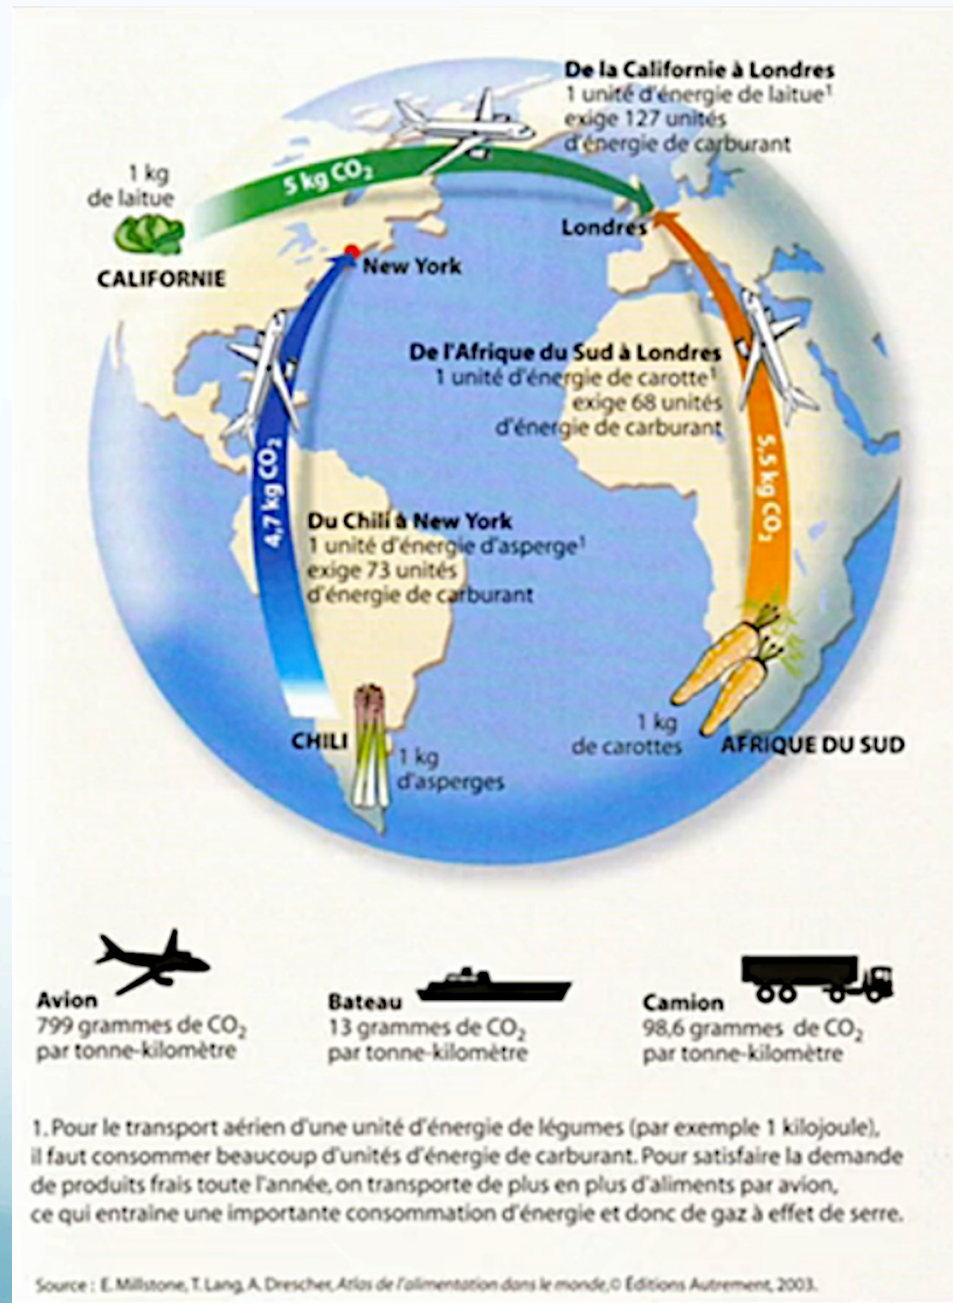 De la Californie à Londres
1 unité d'énergie de laitue¹
exige 127 unités
d'énergie de carburant
1 kg
de laitue
5 kg CO₂
CALIFORNIE
Londres
New York
De l'Afrique du Sud à Londres
1 unité d'énergie de carotte¹
exige 68 unités
d'énergie de carburant
4,7 kg CO₂
5,5 kg CO₂
Du Chili à New York
1 unité d'énergie d'asperge¹
exige 73 unités
d'énergie de carburant
CHILI
1 kg
d'asperges
1 kg
de carottes
AFRIQUE DU SUD
Avion
799 grammes de CO₂
par tonne-kilomètre
Bateau
13 grammes de CO₂
par tonne-kilomètre
Camion
98,6 grammes de CO₂
par tonne-kilomètre
1. Pour le transport aérien d'une unité d'énergie de légumes (par exemple 1 kilojoule),
il faut consommer beaucoup d'unités d'énergie de carburant. Pour satisfaire la demande
de produits frais toute l'année, on transporte de plus en plus d'aliments par avion,
ce qui entraîne une importante consommation d'énergie et donc de gaz à effet de serre.
Source : E. Millstone, T. Lang, A. Drescher, Atlas de l'alimentation dans le monde, © Éditions Autrement, 2003.